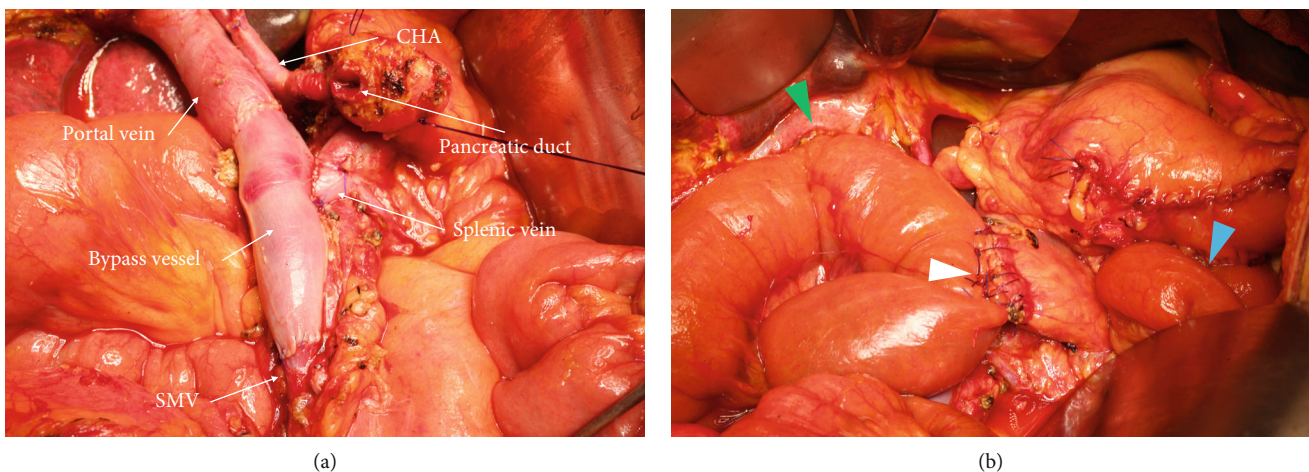 CHA
Portal vein
Pancreatic duct
Splenic vein
Bypass vessel
SMV
(a)
(b)